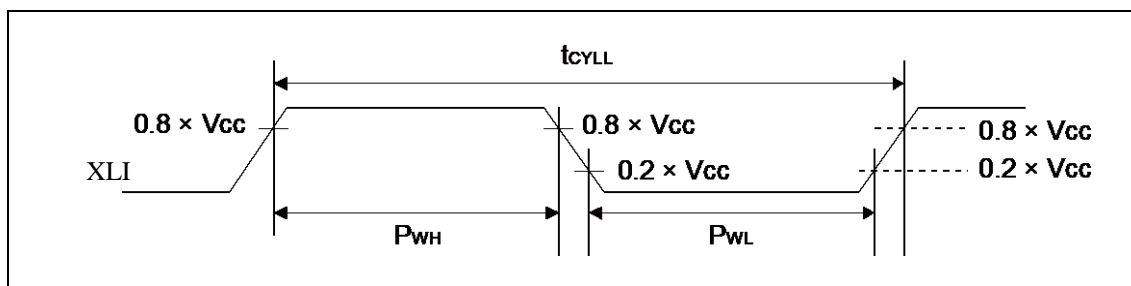 tCYLL
0.8 × Vcc
0.8 × Vcc
0.8 × Vcc
XLI
0.2 × Vcc
0.2 × Vcc
PWH
PWL